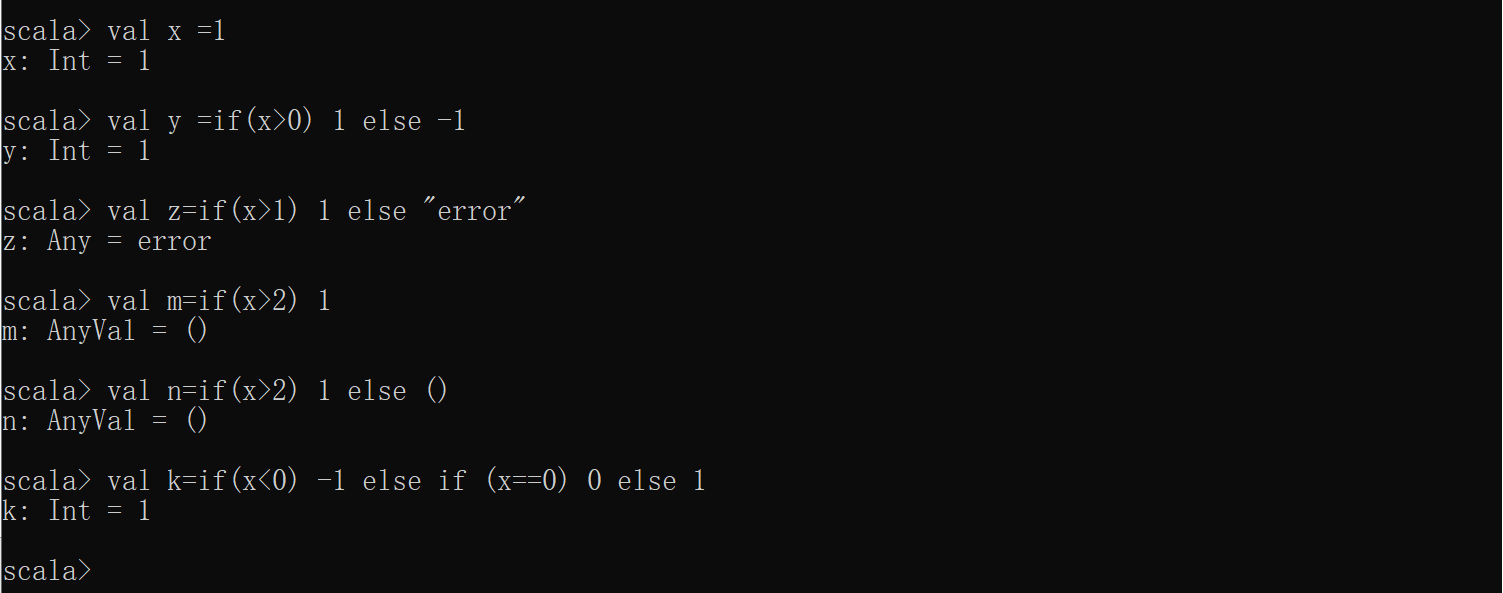 scala> val x =1
x: Int = 1
scala> val y =if(x>0) 1 else -1
y: Int = 1
scala> val z=if(x>1) 1 else "error"
z: Any = error
scala> val m=if(x>2) 1
m: AnyVal = ()
scala> val n=if(x>2) 1 else ()
n: AnyVal = ()
scala> val k=if(x<0) -1 else if (x==0) 0 else 1
k: Int = 1
scala>